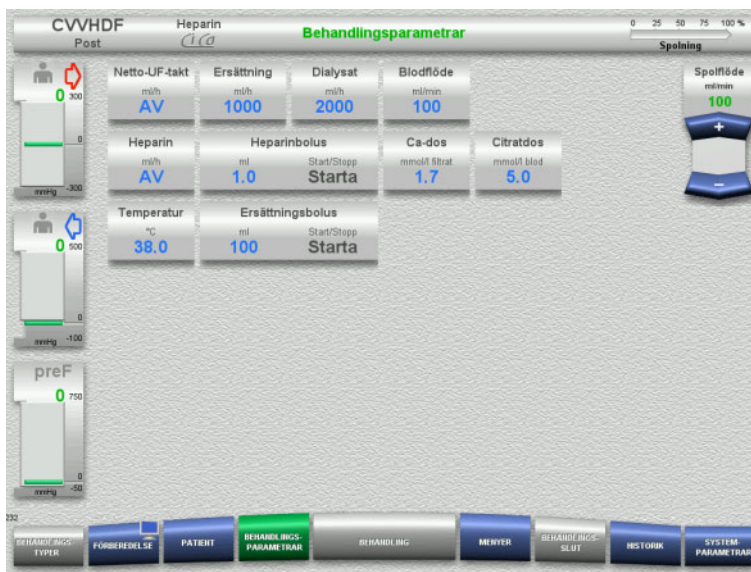 CVVHDF Heparin Behandlingsparametrar 0 25 50 75 100 %
Post Ci Ca Spolning
Netto-UF-takt Ersättning Dialysat Blodflöde Spolflöde
ml/h ml/h ml/h ml/min ml/min
AV 1000 2000 100 100
+
−
0 300
0
mmHg -300
Heparin Heparinbolus Ca-dos Citratdos
ml/h ml Start/Stopp mmol/l filtrat mmol/l blod
AV 1.0 Starta 1.7 5.0
Temperatur Ersättningsbolus
°C ml Start/Stopp
38.0 100 Starta
0 500
0
mmHg -100
preF
0 750
0
mmHg -50
232
BEHANDLINGS-TYPER
FÖRBEREDELSE
PATIENT
BEHANDLINGS-
PARAMETRAR
BEHANDLING
MENYER
BEHANDLINGS-
SLUT
HISTORIK
SYSTEM-
PARAMETRAR